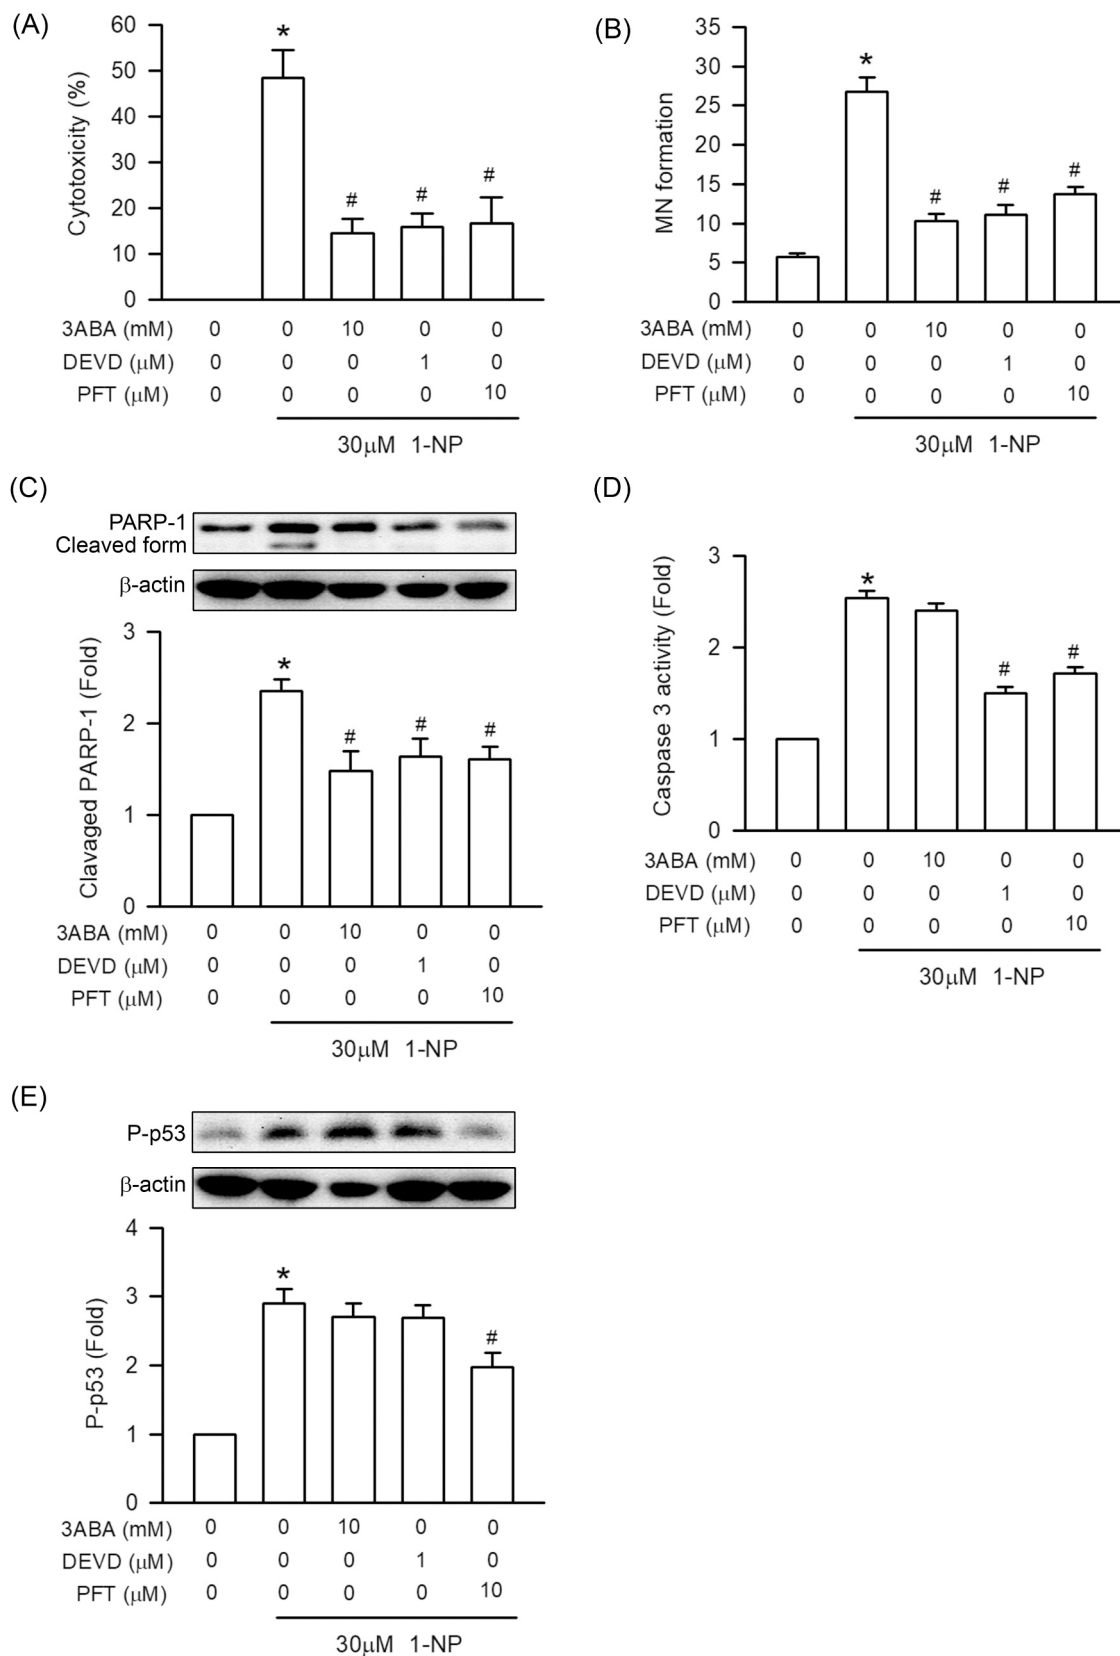 (A)
Cytotoxicity (%)
60
50
40
30
20
10
0
*
#
#
#
3ABA (mM) 0 0 10 0 0
DEVD (μM) 0 0 0 1 0
PFT (μM) 0 0 0 0 10
30μM 1-NP
(B)
MN formation
35
30
25
20
15
10
5
0
*
#
#
#
3ABA (mM) 0 0 10 0 0
DEVD (μM) 0 0 0 1 0
PFT (μM) 0 0 0 0 10
30μM 1-NP
(C)
PARP-1
Cleaved form
β-actin
Clavaged PARP-1 (Fold)
3
2
1
0
*
#
#
#
3ABA (mM) 0 0 10 0 0
DEVD (μM) 0 0 0 1 0
PFT (μM) 0 0 0 0 10
30μM 1-NP
(D)
Caspase 3 activity (Fold)
3
2
1
0
*
#
#
3ABA (mM) 0 0 10 0 0
DEVD (μM) 0 0 0 1 0
PFT (μM) 0 0 0 0 10
30μM 1-NP
(E)
P-p53
β-actin
P-p53 (Fold)
4
3
2
1
0
*
#
3ABA (mM) 0 0 10 0 0
DEVD (μM) 0 0 0 1 0
PFT (μM) 0 0 0 0 10
30μM 1-NP